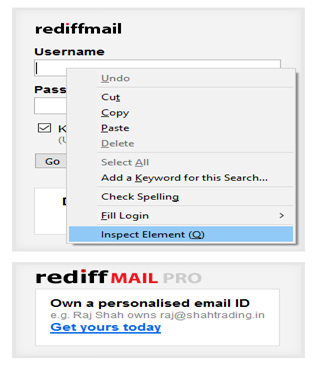 rediffmail
Username
Undo
Cut
Copy
Paste
Delete
Select All
Add a Keyword for this Search...
Check Spelling
Fill Login >
Inspect Element (Q)
Pass
K
(U
Go
rediff MAIL PRO
Own a personalised email ID
e.g. Raj Shah owns raj@shahtrading.in
Get yours today